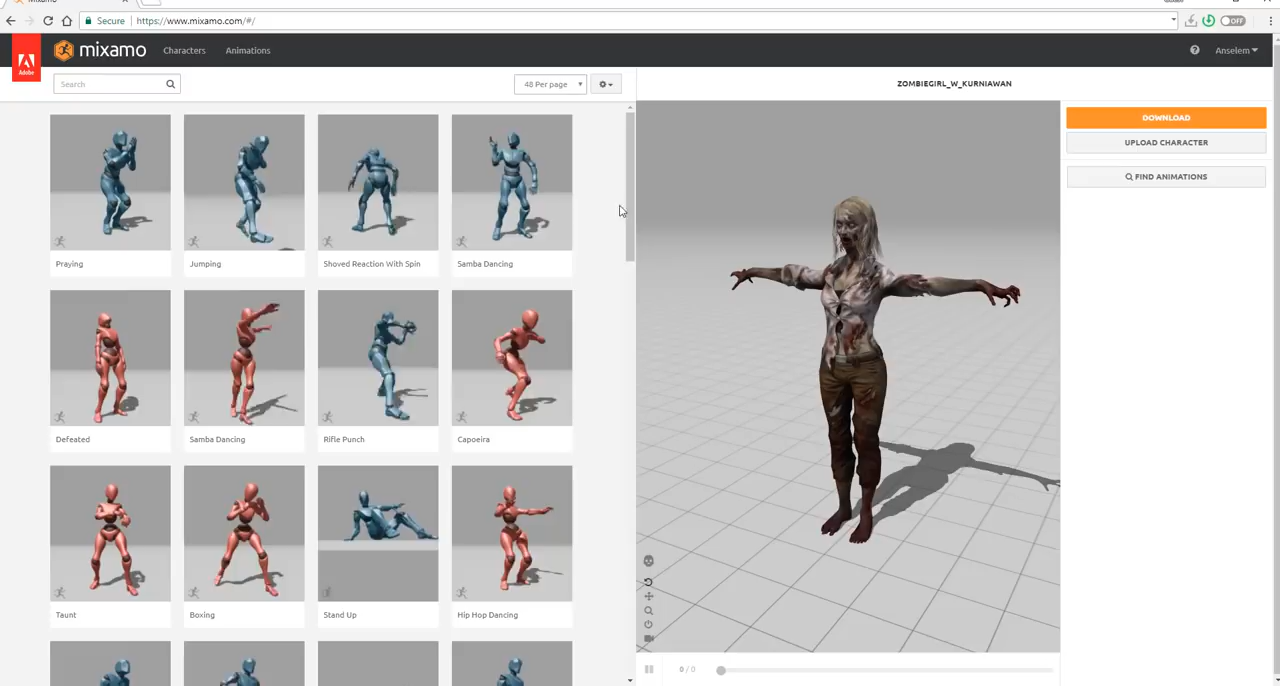 Secure https://www.mixamo.com/#/
Adobe
mixamo Characters Animations
Anselem
Search
48 Per page
ZOMBIEGIRL_W_KURNIAWAN
DOWNLOAD
UPLOAD CHARACTER
FIND ANIMATIONS
OFF
Praying
Jumping
Shoved Reaction With Spin
Samba Dancing
Defeated
Samba Dancing
Rifle Punch
Capoeira
Taunt
Boxing
Stand Up
Hip Hop Dancing
0 / 0